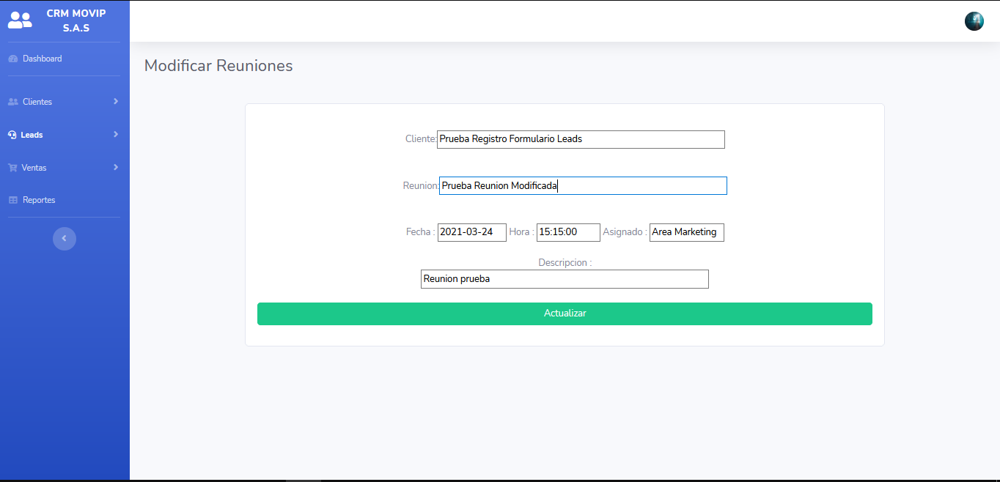 CRM MOVIP
S.A.S
Dashboard
Clientes
Leads
Ventas
Reportes
Modificar Reuniones
Cliente: Prueba Registro Formulario Leads
Reunion: Prueba Reunion Modificada
Fecha : 2021-03-24 Hora : 15:15:00 Asignado : Area Marketing
Descripcion :
Reunion prueba
Actualizar